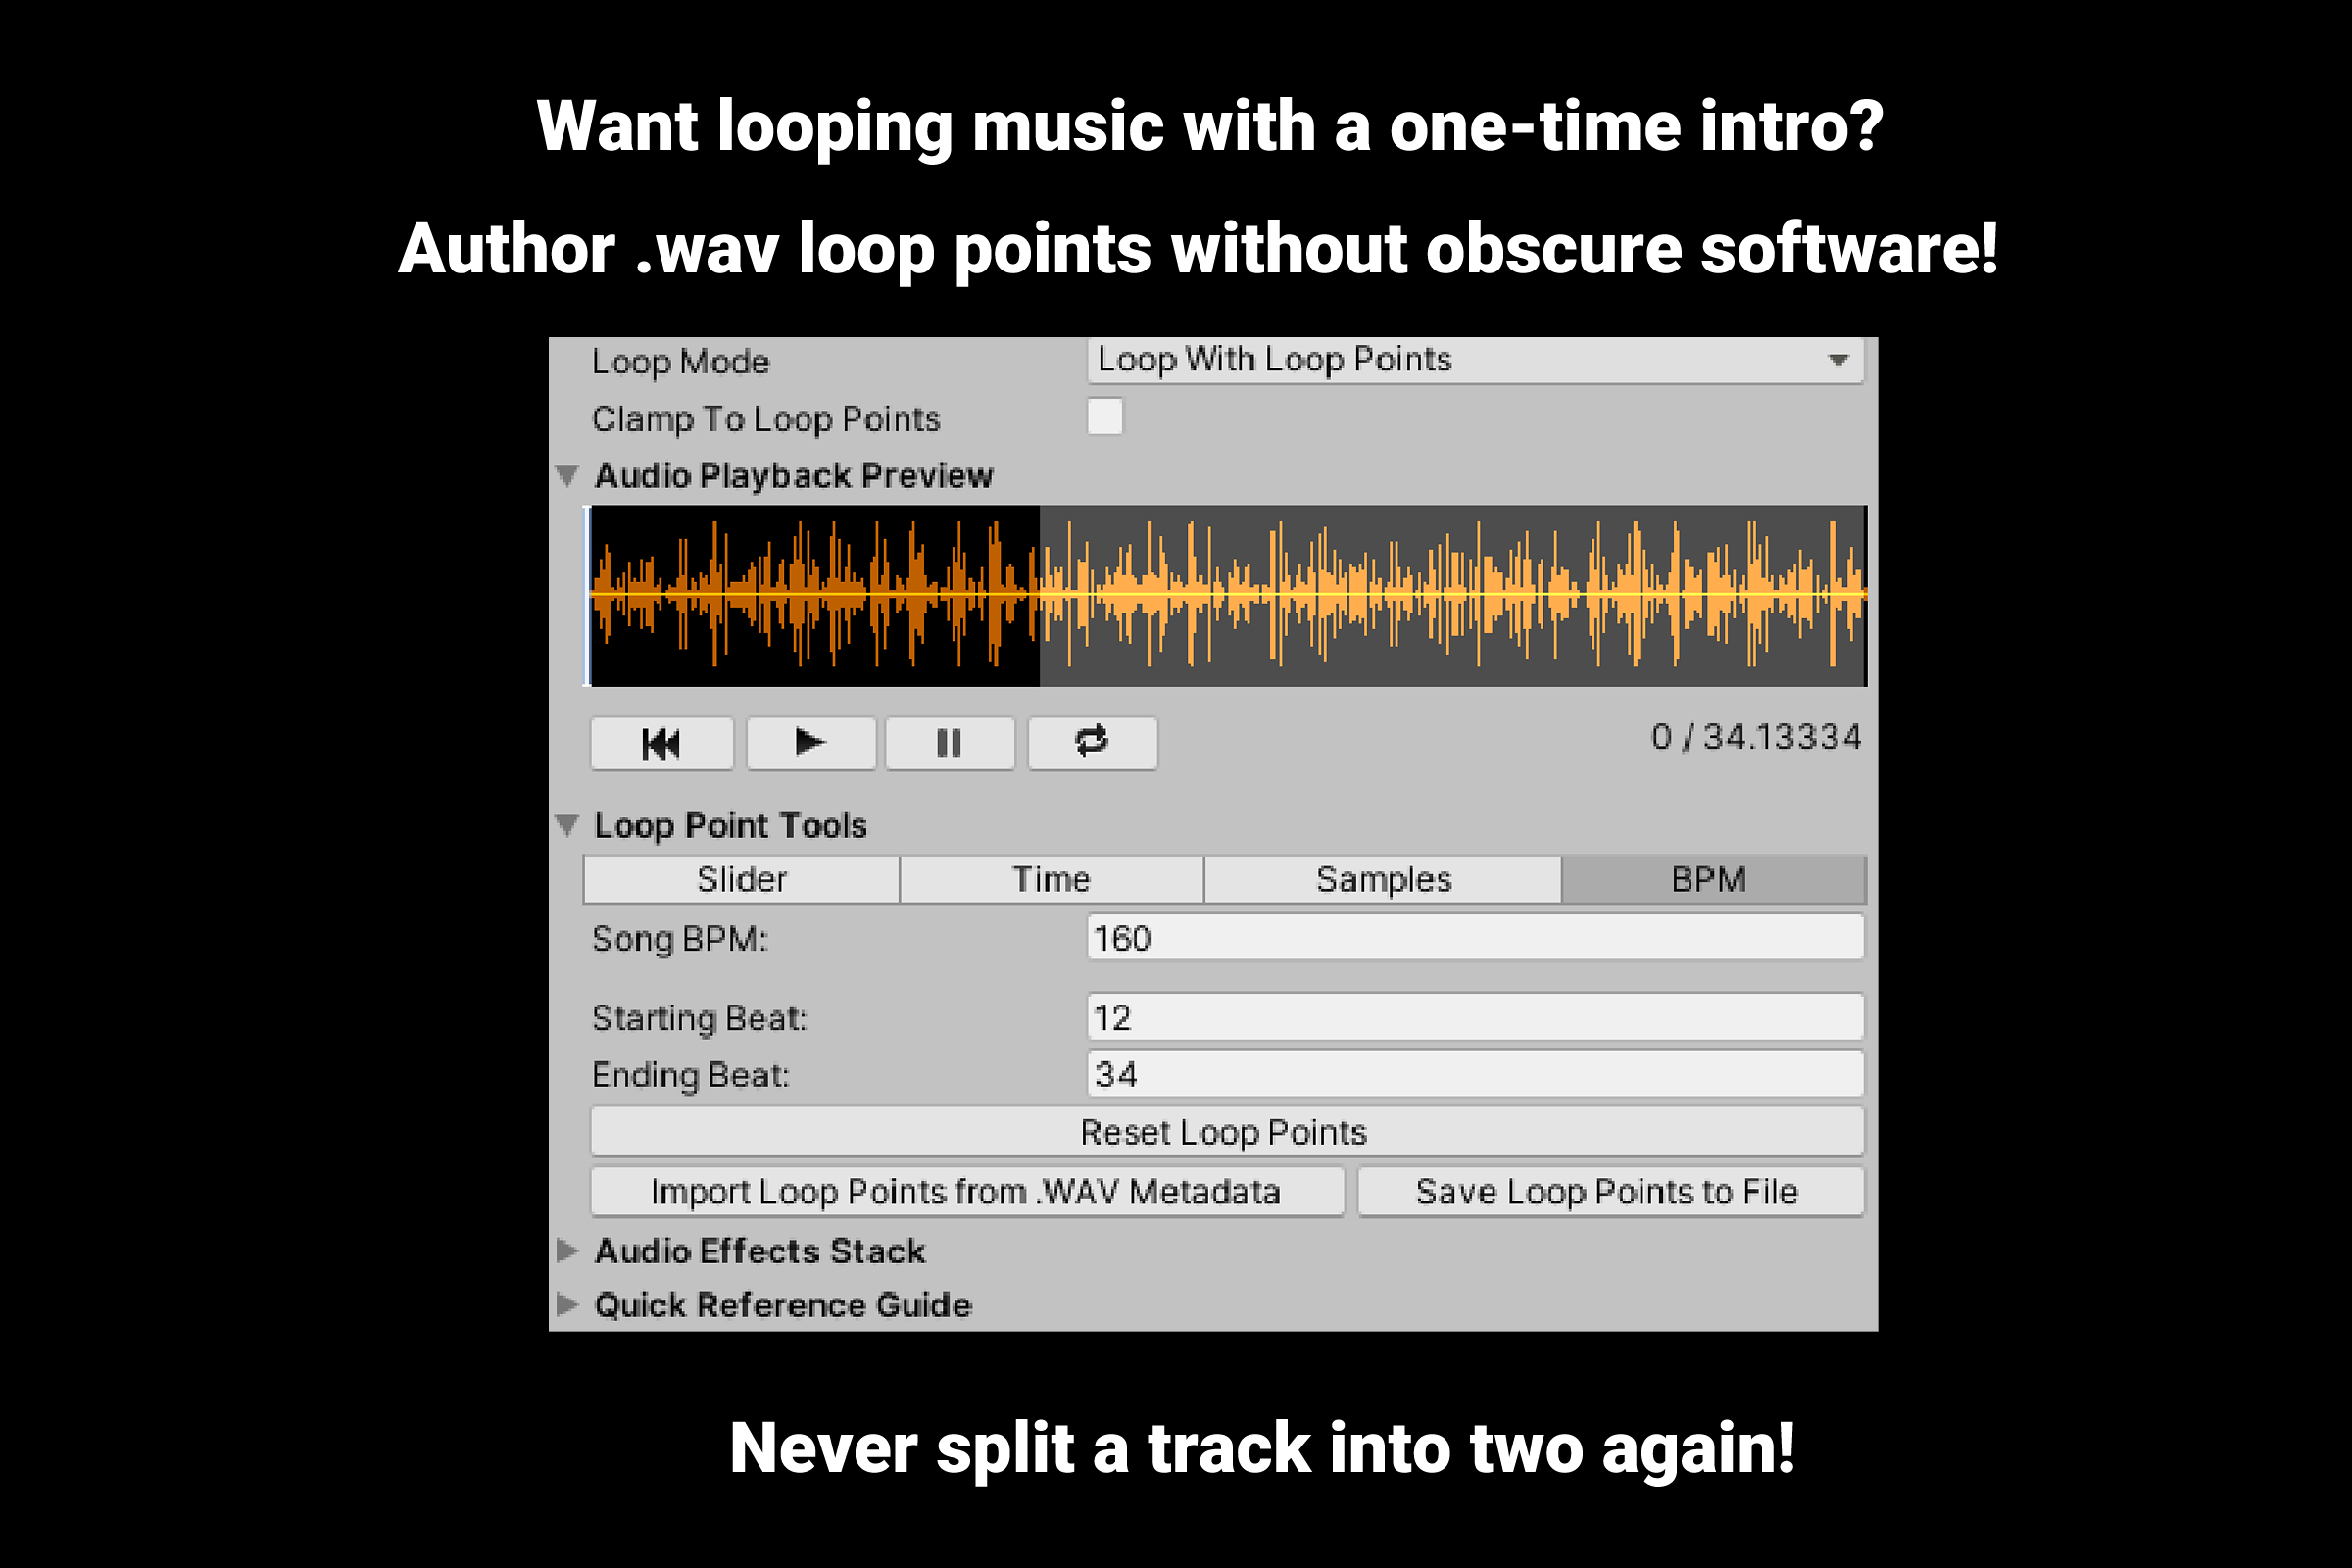 Want looping music with a one-time intro?
Author .wav loop points without obscure software!
Loop Mode Loop With Loop Points
Clamp To Loop Points
Audio Playback Preview
0 / 34.13334
Loop Point Tools
Slider Time Samples BPM
Song BPM: 160
Starting Beat: 12
Ending Beat: 34
Reset Loop Points
Import Loop Points from .WAV Metadata Save Loop Points to File
Audio Effects Stack
Quick Reference Guide
Never split a track into two again!